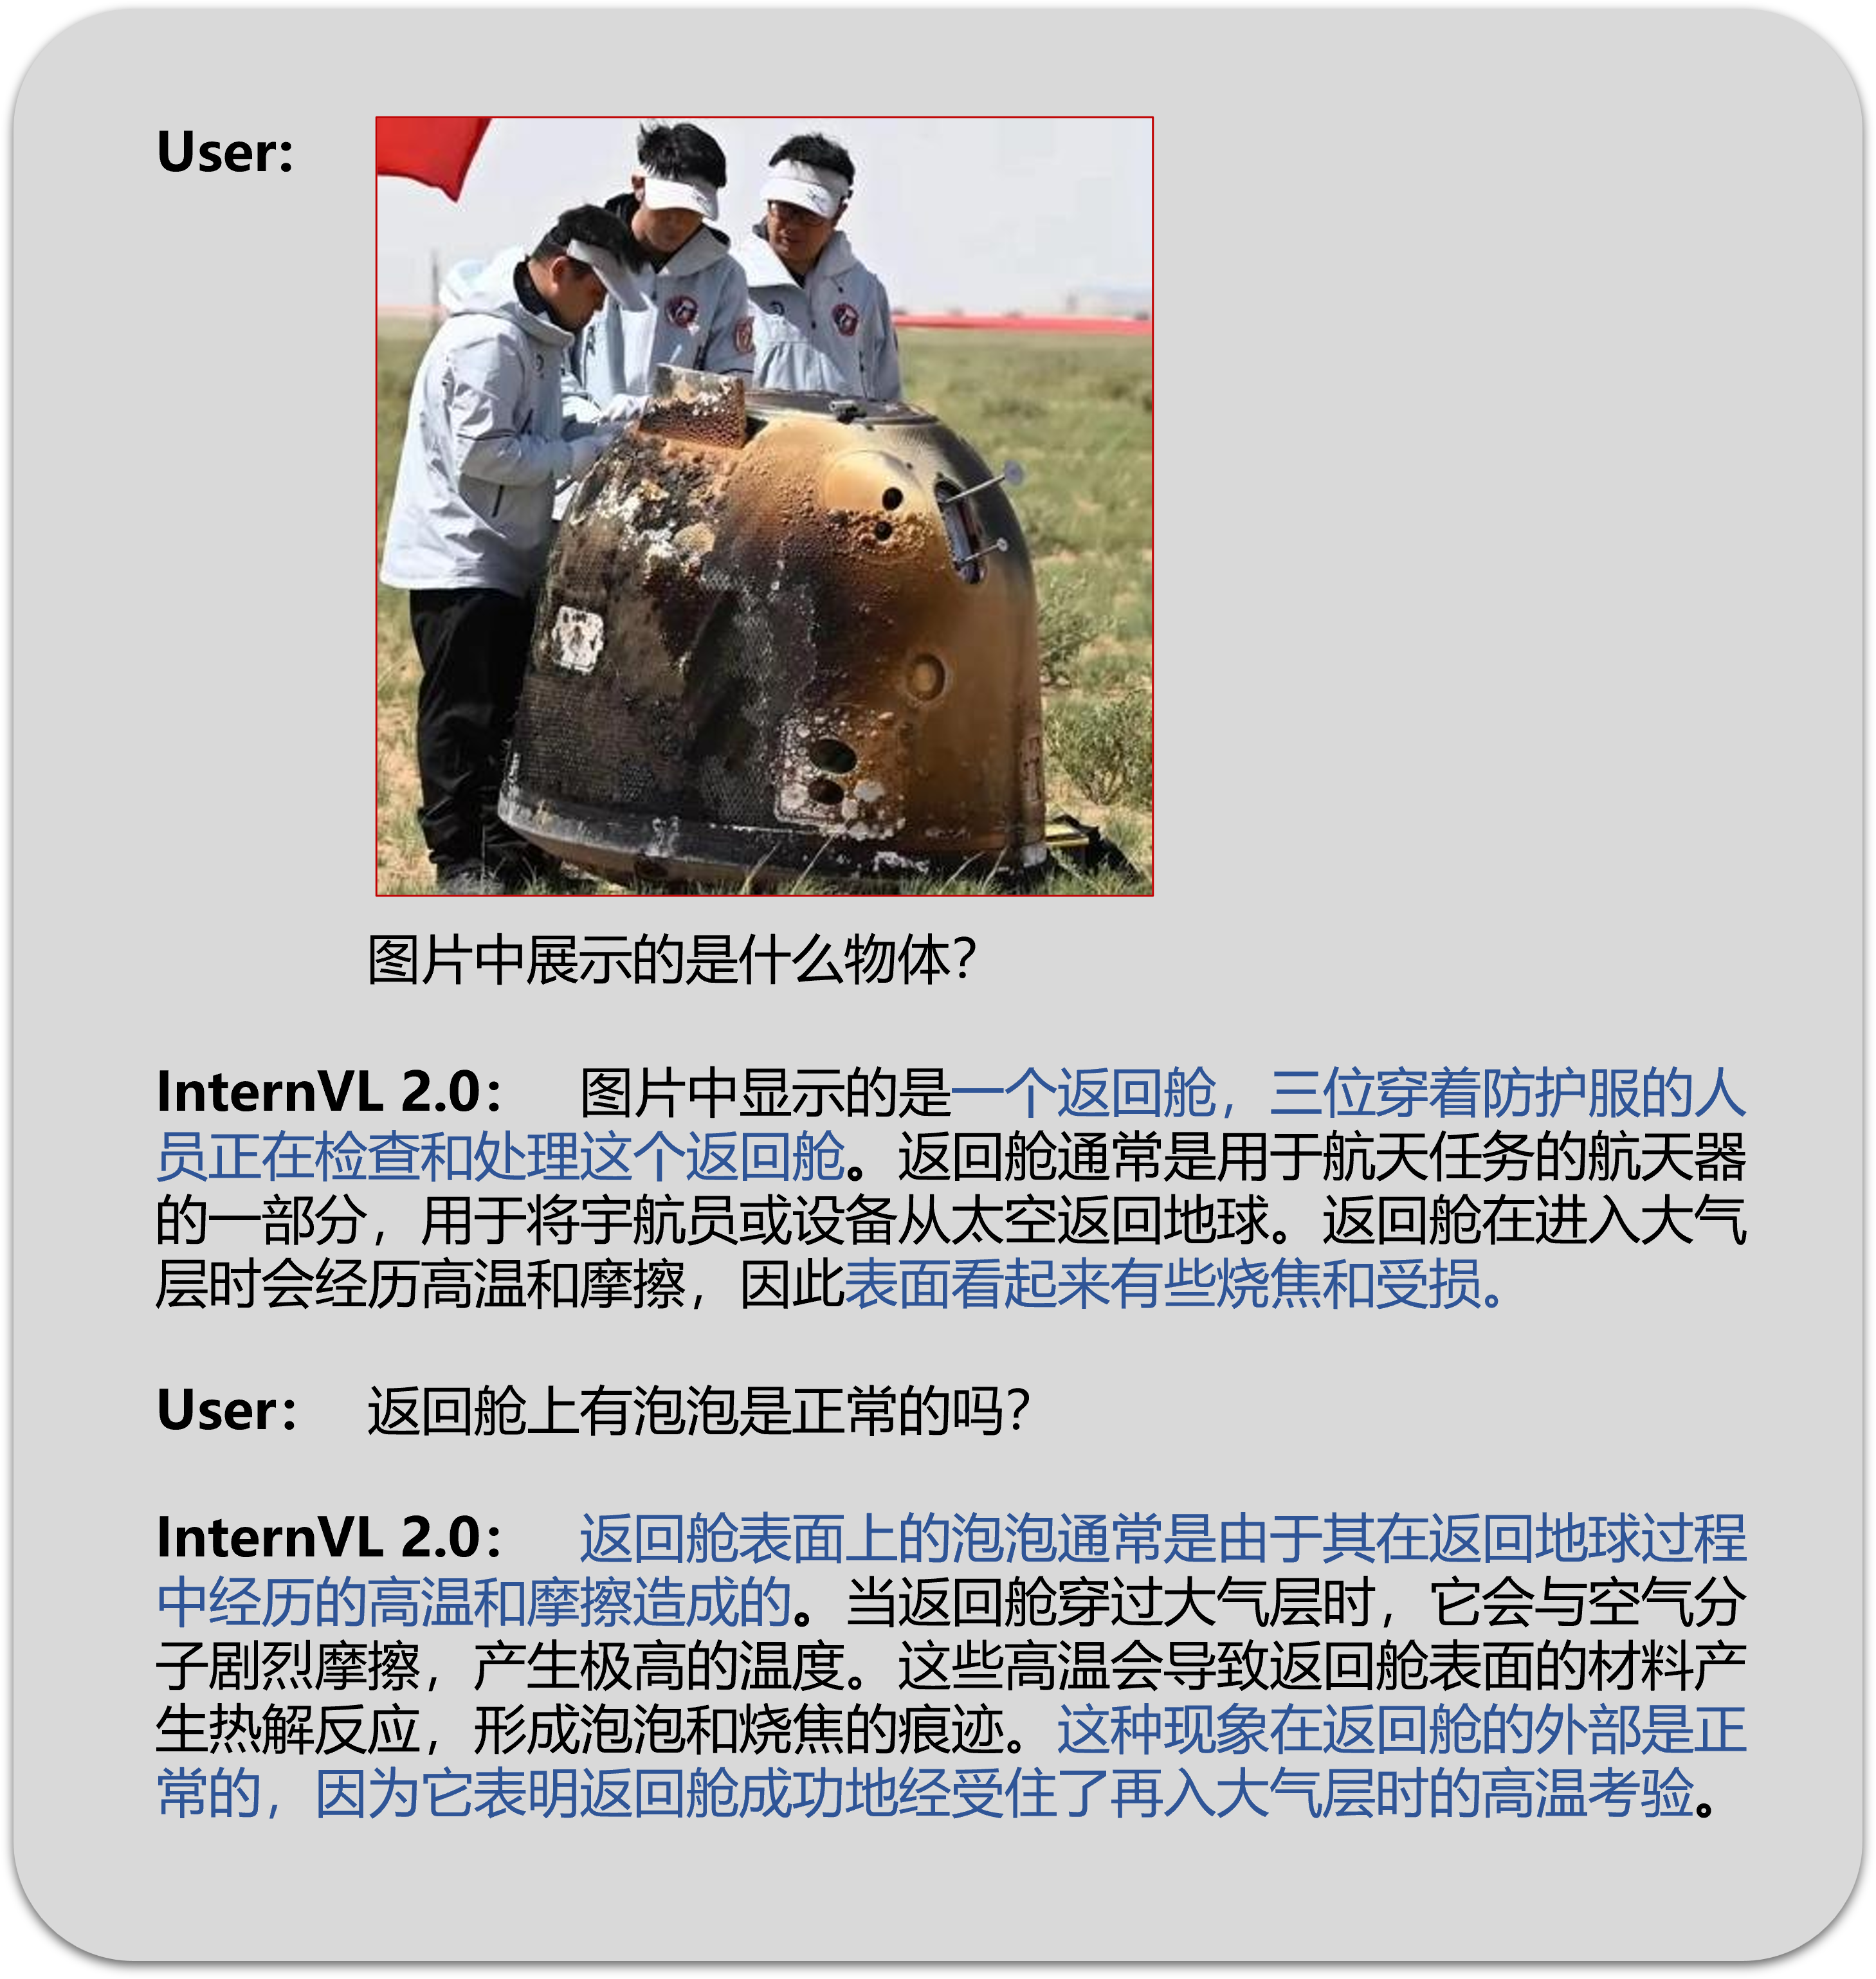 User:
图片中展示的是什么物体？
InternVL 2.0： 图片中显示的是一个返回舱，三位穿着防护服的人
员正在检查和处理这个返回舱。返回舱通常是用于航天任务的航天器
的一部分，用于将宇航员或设备从太空返回地球。返回舱在进入大气
层时会经历高温和摩擦，因此表面看起来有些烧焦和受损。
User： 返回舱上有泡泡是正常的吗？
InternVL 2.0： 返回舱表面上的泡泡通常是由于其在返回地球过程
中经历的高温和摩擦造成的。当返回舱穿过大气层时，它会与空气分
子剧烈摩擦，产生极高的温度。这些高温会导致返回舱表面的材料产
生热解反应，形成泡泡和烧焦的痕迹。这种现象在返回舱的外部是正
常的，因为它表明返回舱成功地经受住了再入大气层时的高温考验。